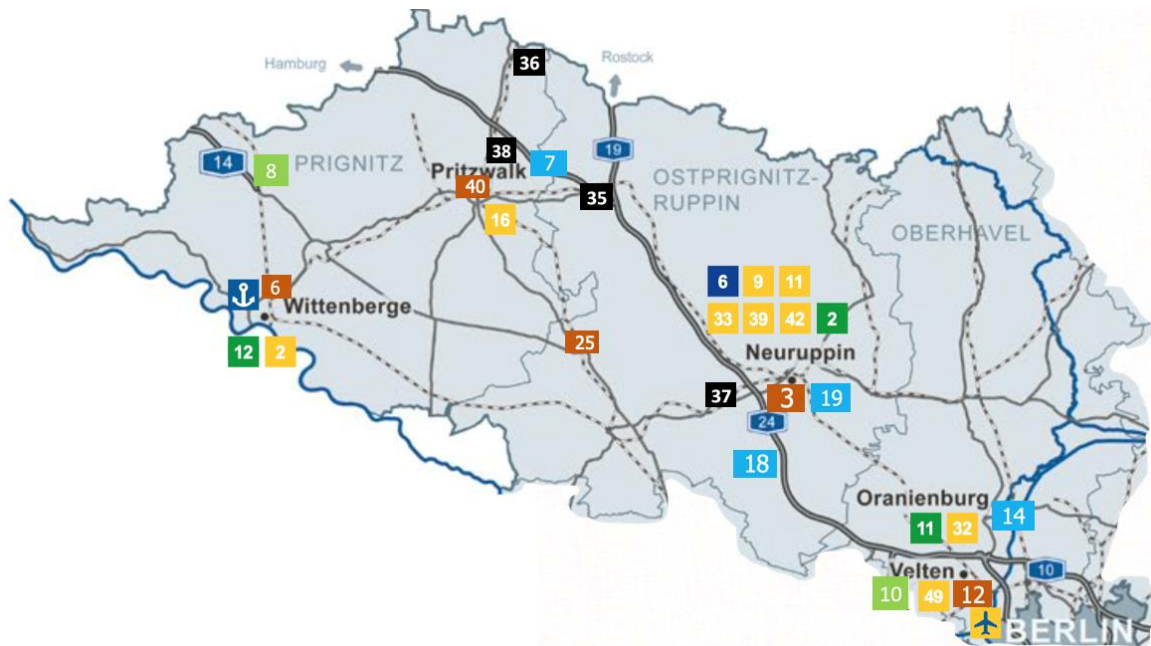 36
Rostock
Hamburg
38
7
19
14
8
PRIGNITZ
Pritzwalk
40
35
OSTPRIGNITZ-
RUPPIN
16
OBERHAVEL
6
9
11
6
Wittenberge
33
39
42
2
12
2
25
Neuruppin
37
3
19
24
18
Oranienburg
11
32
14
Velten
10
10
49
12
BERLIN